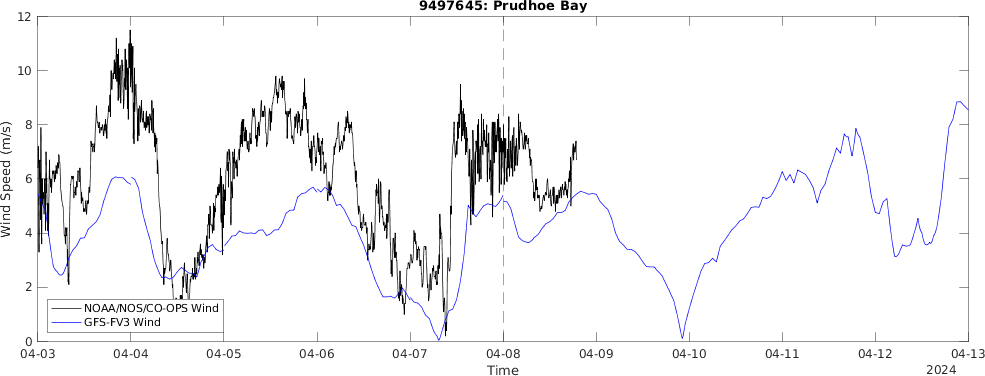 9497645: Prudhoe Bay
12
10
8
6
4
2
0
Wind Speed (m/s)
NOAA/NOS/CO-OPS Wind
GFS-FV3 Wind
04-03 04-04 04-05 04-06 04-07 04-08 04-09 04-10 04-11 04-12 04-13
Time
2024